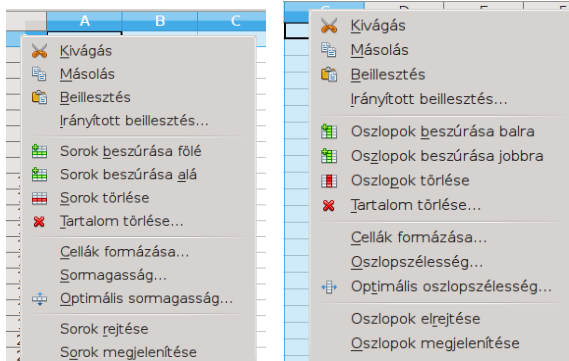 A B C
Kivágás
Másolás
Beillesztés
Irányított beillesztés...
Sorok beszúrása fölé
Sorok beszúrása alá
Sorok törlése
Tartalom törlése...
Cellák formázása...
Sormagasság...
Optimális sormagasság...
Sorok rejtése
Sorok megjelenítése
Kivágás
Másolás
Beillesztés
Irányított beillesztés...
Oszlopok beszúrása balra
Oszlopok beszúrása jobbra
Oszlopok törlése
Tartalom törlése...
Cellák formázása...
Oszlopszélesség...
Optimális oszlopszélesség...
Oszlopok elrejtése
Oszlopok megjelenítése